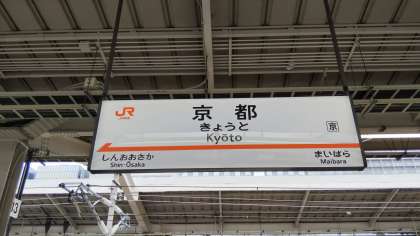 JR
京都
きょうと
Kyōto
京
しんおおさか
Shin-Ōsaka
まいばら
Maibara